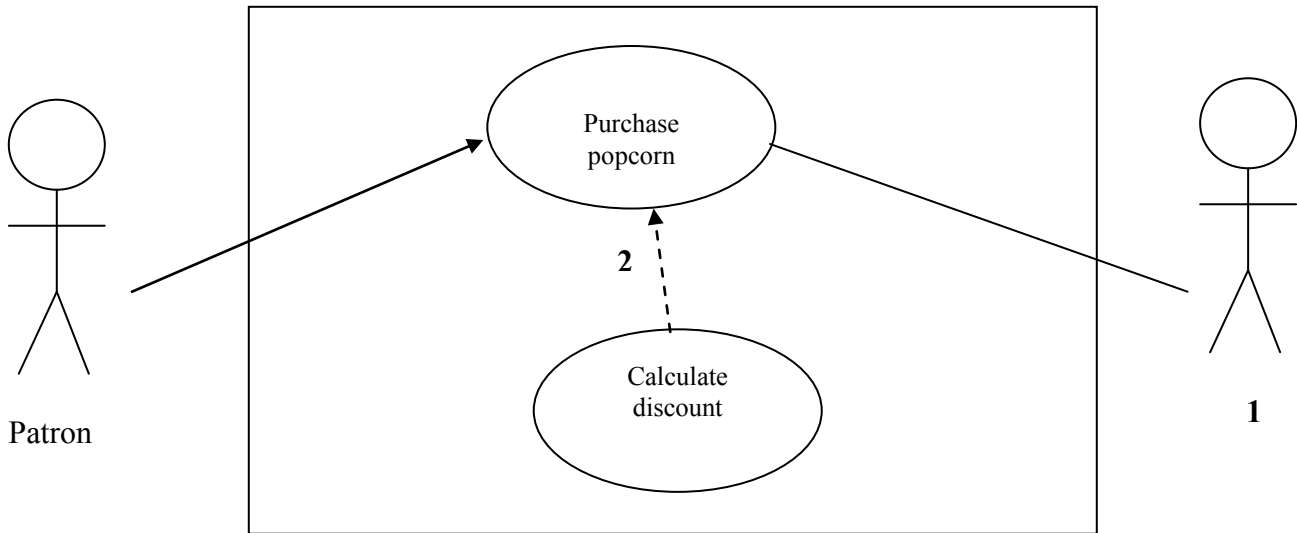 Purchase
popcorn
2
Calculate
discount
Patron
1